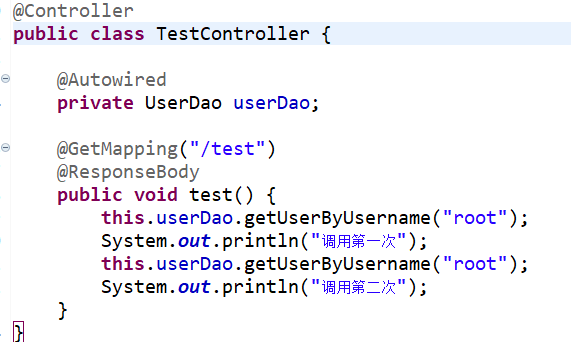 @Controller
public class TestController {
@Autowired
private UserDao userDao;
@GetMapping("/test")
@ResponseBody
public void test() {
this.userDao.getUserByUsername("root");
System.out.println("调用第一次");
this.userDao.getUserByUsername("root");
System.out.println("调用第二次");
}
}